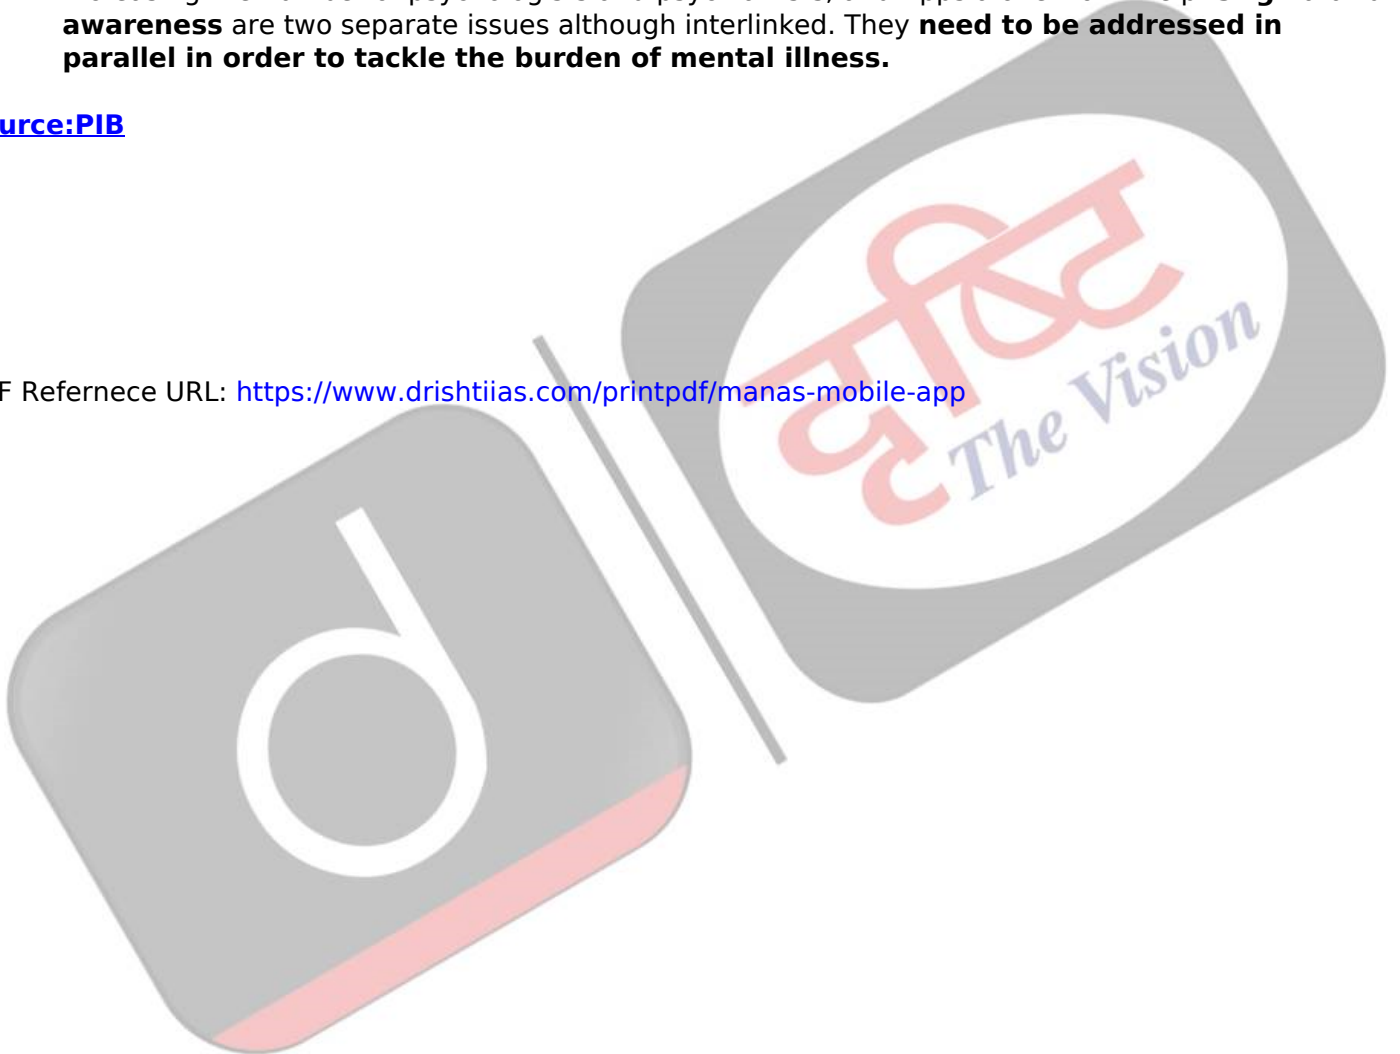 awareness are two separate issues although interlinked. They need to be addressed in
parallel in order to tackle the burden of mental illness.
urce:PIB
F Refernece URL: https://www.drishtiias.com/printpdf/manas-mobile-app
दृष्टि
The Vision
d